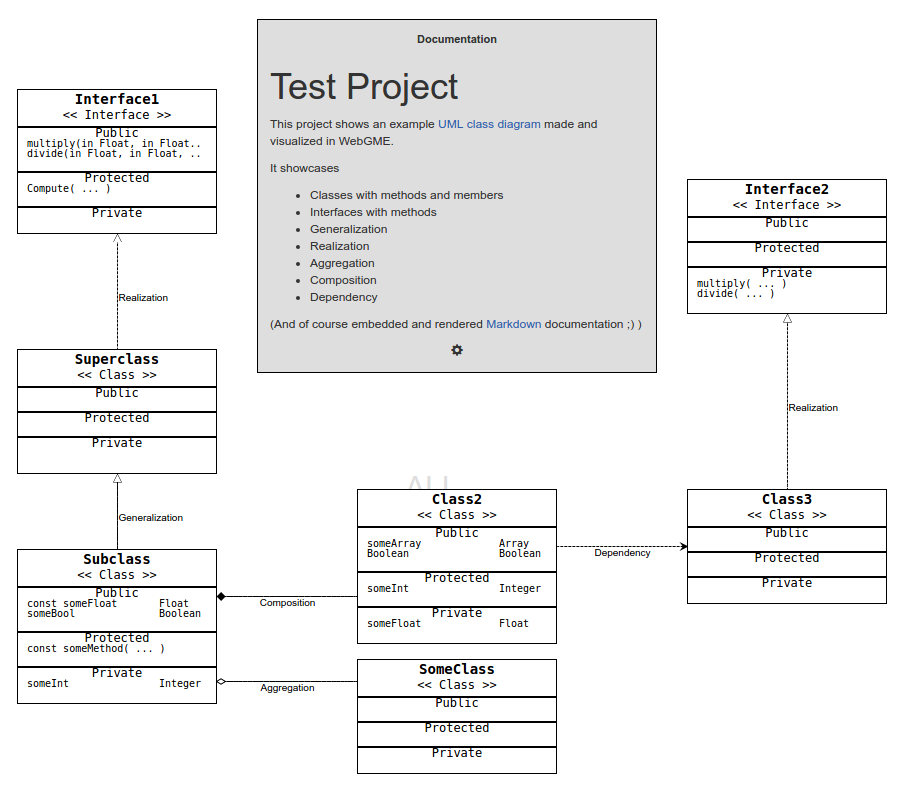 Documentation
Test Project
This project shows an example UML class diagram made and
visualized in WebGME.
It showcases
• Classes with methods and members
• Interfaces with methods
• Generalization
• Realization
• Aggregation
• Composition
• Dependency
(And of course embedded and rendered Markdown documentation ;) )
Interface1
<< Interface >>
Public
multiply(in Float, in Float..
divide(in Float, in Float, ..
Protected
Compute( ... )
Private
Realization
Superclass
<< Class >>
Public
Protected
Private
Generalization
Subclass
<< Class >>
Public
const someFloat Float
someBool Boolean
Protected
const someMethod( ... )
Private
someInt Integer
Composition
Aggregation
ALL
Class2
<< Class >>
Public
someArray Array
Boolean Boolean
Protected
someInt Integer
Private
someFloat Float
SomeClass
<< Class >>
Public
Protected
Private
Dependency
Interface2
<< Interface >>
Public
Protected
Private
multiply( ... )
divide( ... )
Realization
Class3
<< Class >>
Public
Protected
Private